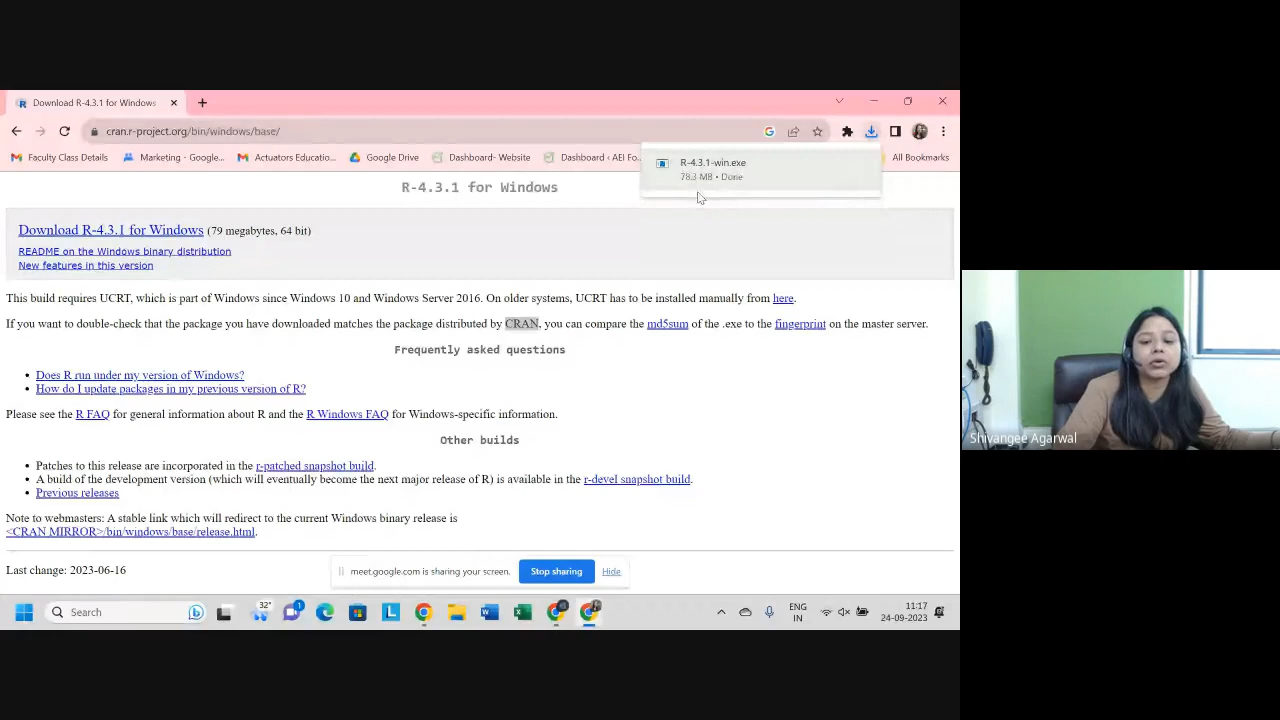 Download R-4.3.1 for Windows
cran.r-project.org/bin/windows/base/
Faculty Class Details
Marketing - Google...
Actuators Educatio...
Google Drive
Dashboard- Website
Dashboard ‹ AEI Fo...
All Bookmarks
R-4.3.1-win.exe
78.3 MB • Done
R-4.3.1 for Windows
Download R-4.3.1 for Windows (79 megabytes, 64 bit)
README on the Windows binary distribution
New features in this version
This build requires UCRT, which is part of Windows since Windows 10 and Windows Server 2016. On older systems, UCRT has to be installed manually from here.
If you want to double-check that the package you have downloaded matches the package distributed by CRAN, you can compare the md5sum of the .exe to the fingerprint on the master server.
Frequently asked questions
• Does R run under my version of Windows?
• How do I update packages in my previous version of R?
Please see the R FAQ for general information about R and the R Windows FAQ for Windows-specific information.
Other builds
• Patches to this release are incorporated in the r-patched snapshot build.
• A build of the development version (which will eventually become the next major release of R) is available in the r-devel snapshot build.
• Previous releases
Note to webmasters: A stable link which will redirect to the current Windows binary release is
<CRAN MIRROR>/bin/windows/base/release.html.
Last change: 2023-06-16
meet.google.com is sharing your screen.
Stop sharing
Hide
Search
32°
1
ENG
IN
11:17
24-09-2023
Shivangee Agarwal